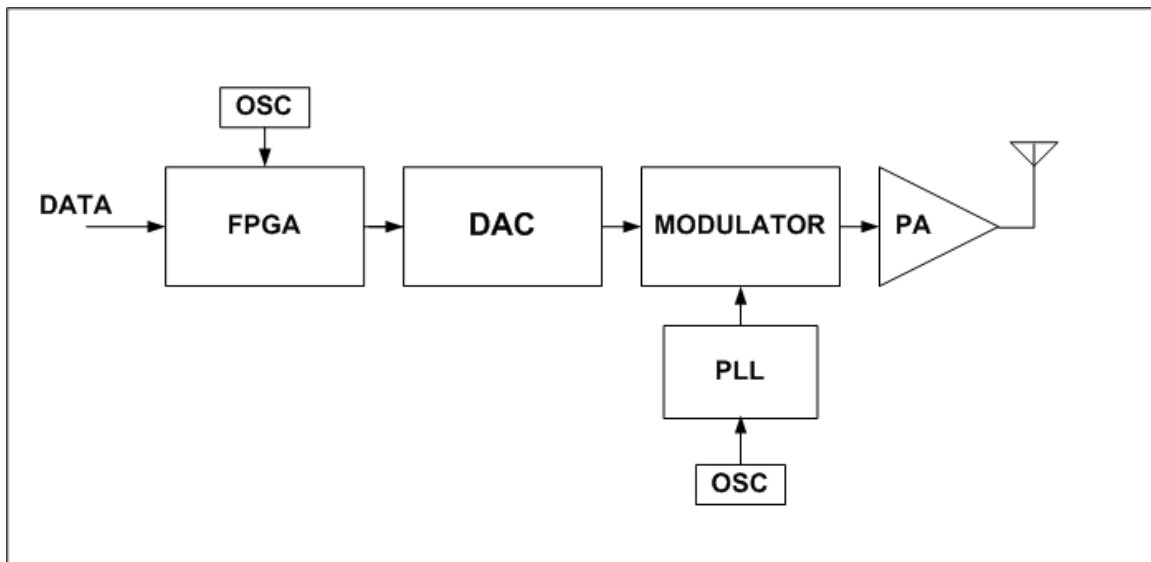 OSC
DATA
FPGA
DAC
MODULATOR
PA
PLL
OSC